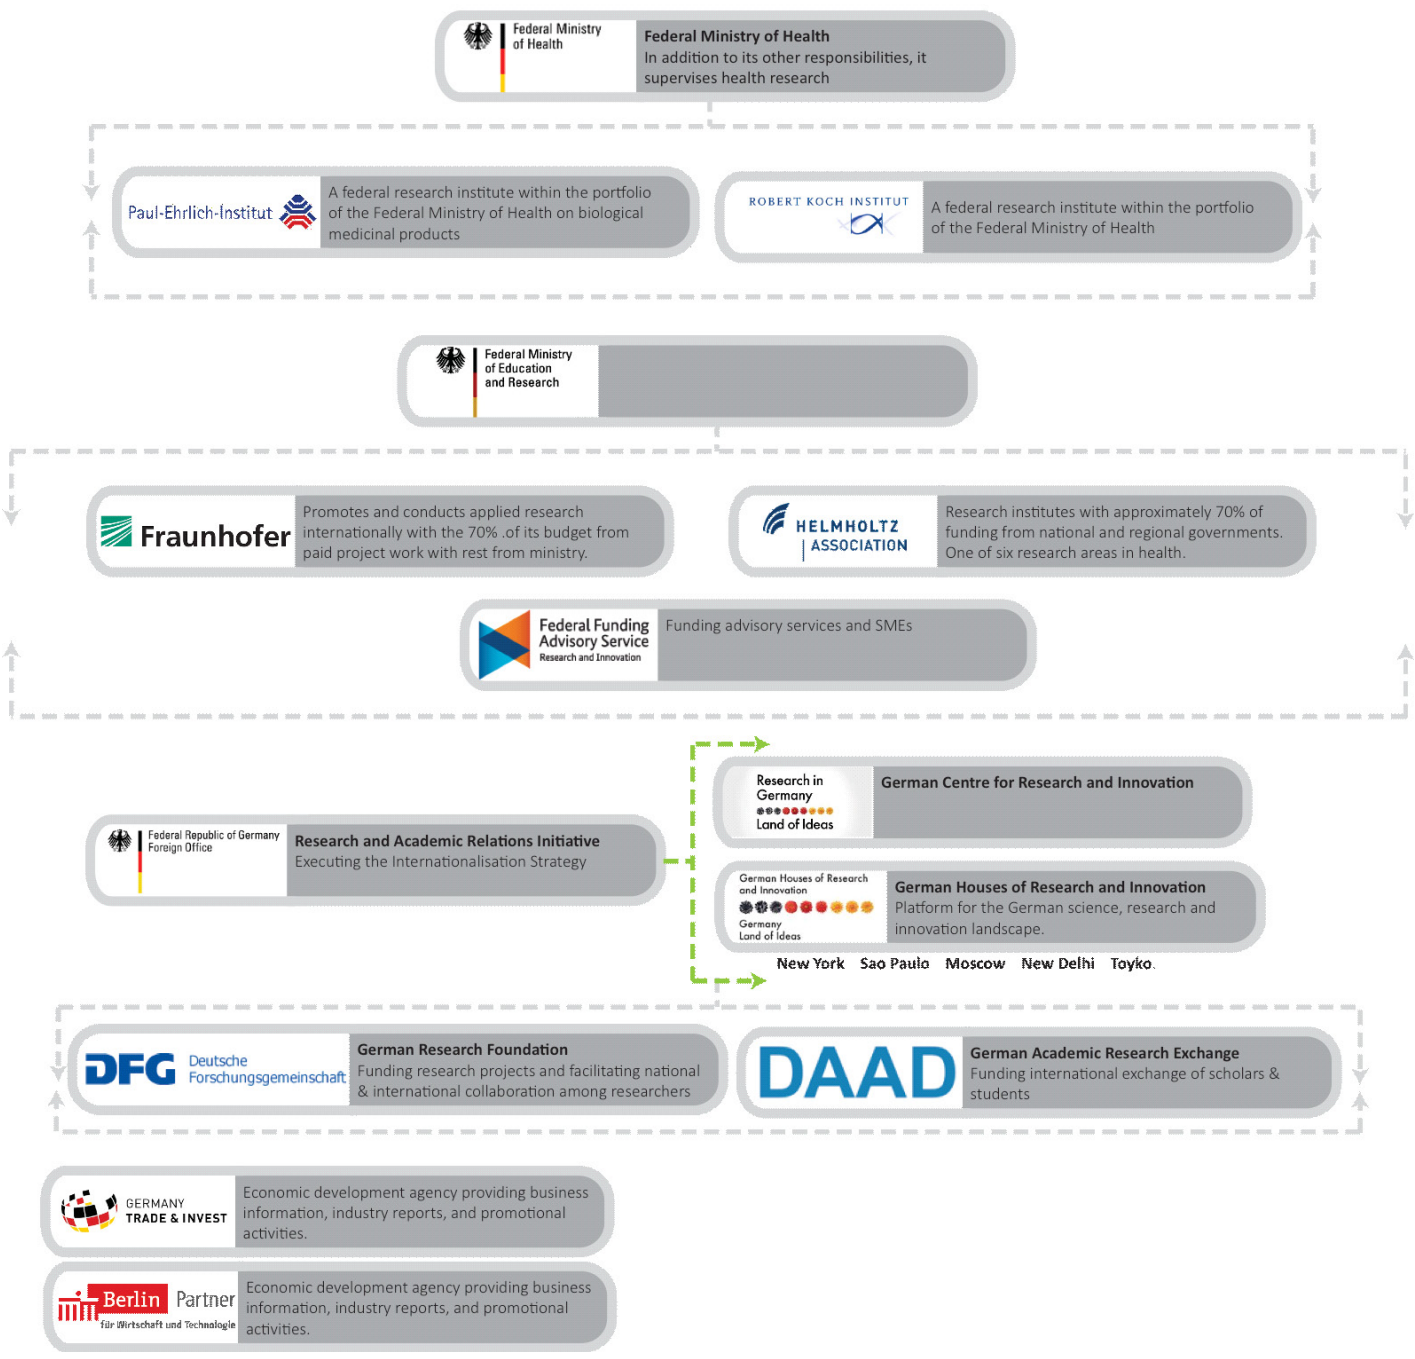 Federal Ministry
of Health
Federal Ministry of Health
In addition to its other responsibilities, it
supervises health research
Paul-Ehrlich-Institut
A federal research institute within the portfolio
of the Federal Ministry of Health on biological
medicinal products
ROBERT KOCH INSTITUT
A federal research institute within the portfolio
of the Federal Ministry of Health
Federal Ministry
of Education
and Research
Fraunhofer
Promotes and conducts applied research
internationally with the 70% .of its budget from
paid project work with rest from ministry.
HELMHOLTZ
ASSOCIATION
Research institutes with approximately 70% of
funding from national and regional governments.
One of six research areas in health.
Federal Funding
Advisory Service
Research and Innovation
Funding advisory services and SMEs
Research in
Germany
Land of Ideas
German Centre for Research and Innovation
Federal Republic of Germany
Foreign Office
Research and Academic Relations Initiative
Executing the Internationalisation Strategy
German Houses of Research
and Innovation
Germany
Land of Ideas
German Houses of Research and Innovation
Platform for the German science, research and
innovation landscape.
New York Sao Paulo Moscow New Delhi Toyko.
DFG Deutsche
Forschungsgemeinschaft
German Research Foundation
Funding research projects and facilitating national
& international collaboration among researchers
DAAD
German Academic Research Exchange
Funding international exchange of scholars &
students
GERMANY
TRADE & INVEST
Economic development agency providing business
information, industry reports, and promotional
activities.
Berlin Partner
für Wirtschaft und Technologie
Economic development agency providing business
information, industry reports, and promotional
activities.